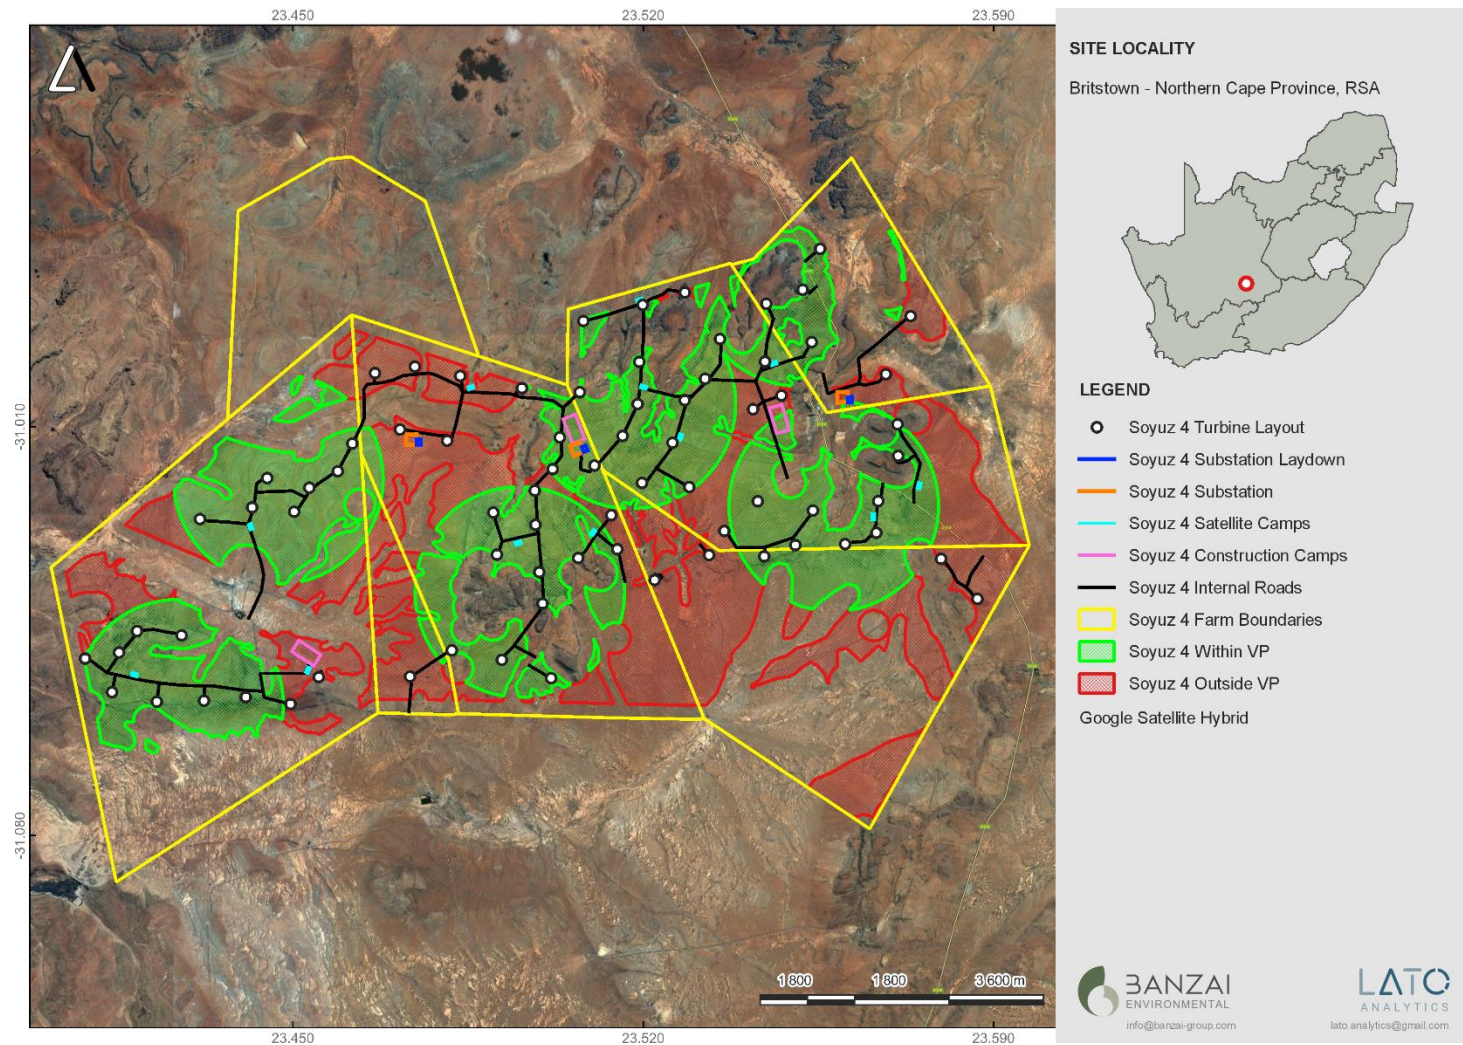 23.450 23.520 23.590
-31.010
-31.080
1 800 1 800 3 600 m
23.450 23.520 23.590
SITE LOCALITY
Britstown - Northern Cape Province, RSA
LEGEND
Soyuz 4 Turbine Layout
Soyuz 4 Substation Laydown
Soyuz 4 Substation
Soyuz 4 Satellite Camps
Soyuz 4 Construction Camps
Soyuz 4 Internal Roads
Soyuz 4 Farm Boundaries
Soyuz 4 Within VP
Soyuz 4 Outside VP
Google Satellite Hybrid
BANZAI
ENVIRONMENTAL
info@banzai-group.com
LATO
ANALYTICS
lato.analytics@gmail.com